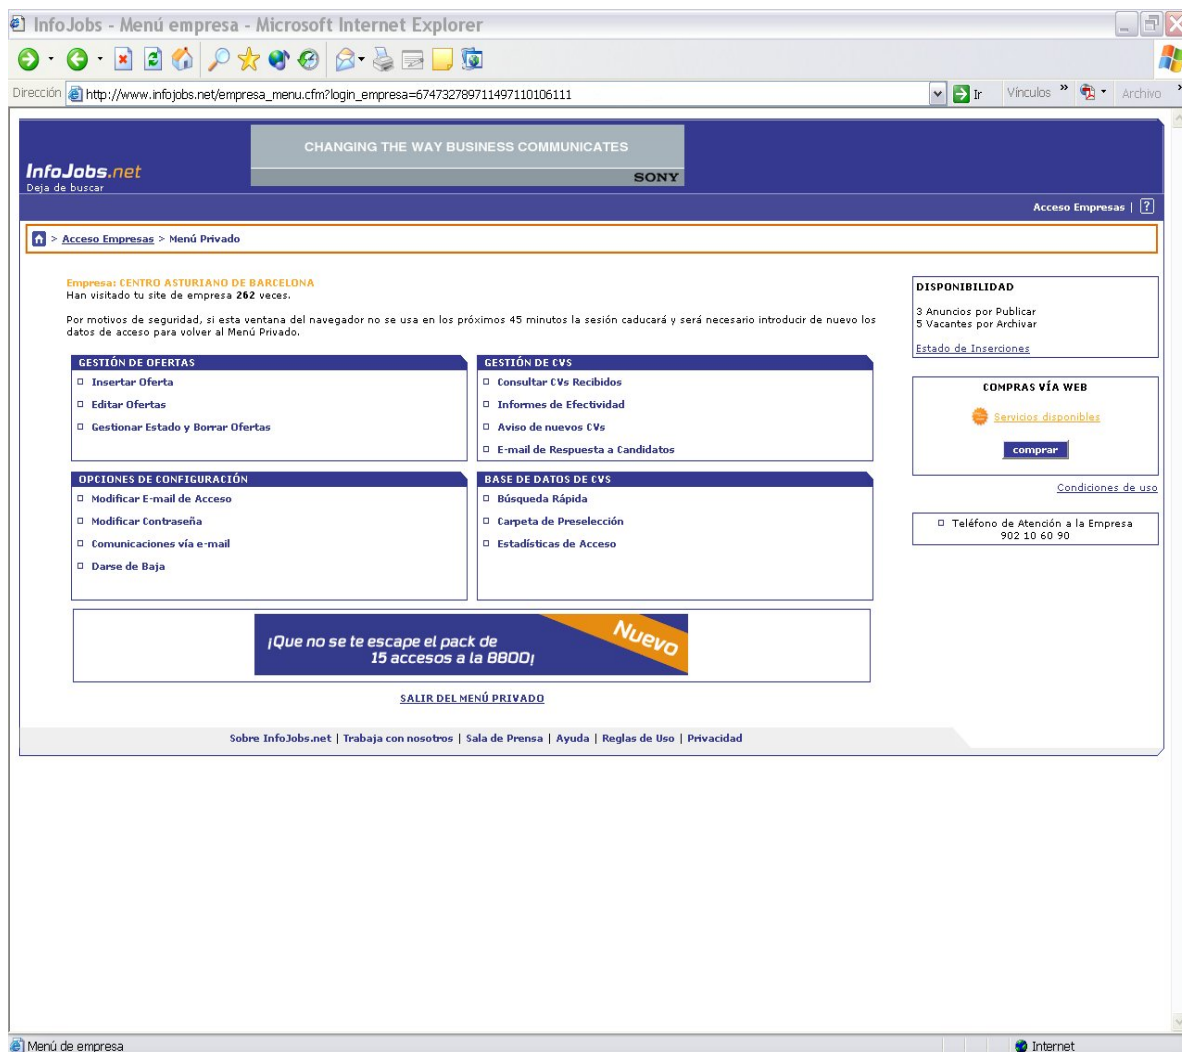 InfoJobs - Menú empresa - Microsoft Internet Explorer
Dirección http://www.infojobs.net/empresa_menu.cfm?login_empresa=674732789711497110106111 Ir Vínculos » Archivo »
CHANGING THE WAY BUSINESS COMMUNICATES
SONY
InfoJobs.net
Deja de buscar
Acceso Empresas | ?
> Acceso Empresas > Menú Privado
Empresa: CENTRO ASTURIANO DE BARCELONA
Han visitado tu site de empresa 262 veces.
Por motivos de seguridad, si esta ventana del navegador no se usa en los próximos 45 minutos la sesión caducará y será necesario introducir de nuevo los
datos de acceso para volver al Menú Privado.
GESTIÓN DE OFERTAS
Insertar Oferta
Editar Ofertas
Gestionar Estado y Borrar Ofertas
GESTIÓN DE CVS
Consultar CVs Recibidos
Informes de Efectividad
Aviso de nuevos CVs
E-mail de Respuesta a Candidatos
OPCIONES DE CONFIGURACIÓN
Modificar E-mail de Acceso
Modificar Contraseña
Comunicaciones vía e-mail
Darse de Baja
BASE DE DATOS DE CVS
Búsqueda Rápida
Carpeta de Preselección
Estadísticas de Acceso
DISPONIBILIDAD
3 Anuncios por Publicar
5 Vacantes por Archivar
Estado de Inserciones
COMPRAS VÍA WEB
Servicios disponibles
comprar
Condiciones de uso
Teléfono de Atención a la Empresa
902 10 60 90
¡Que no se te escape el pack de
15 accesos a la BBDD¡
Nuevo
SALIR DEL MENÚ PRIVADO
Sobre InfoJobs.net | Trabaja con nosotros | Sala de Prensa | Ayuda | Reglas de Uso | Privacidad
Menú de empresa
Internet